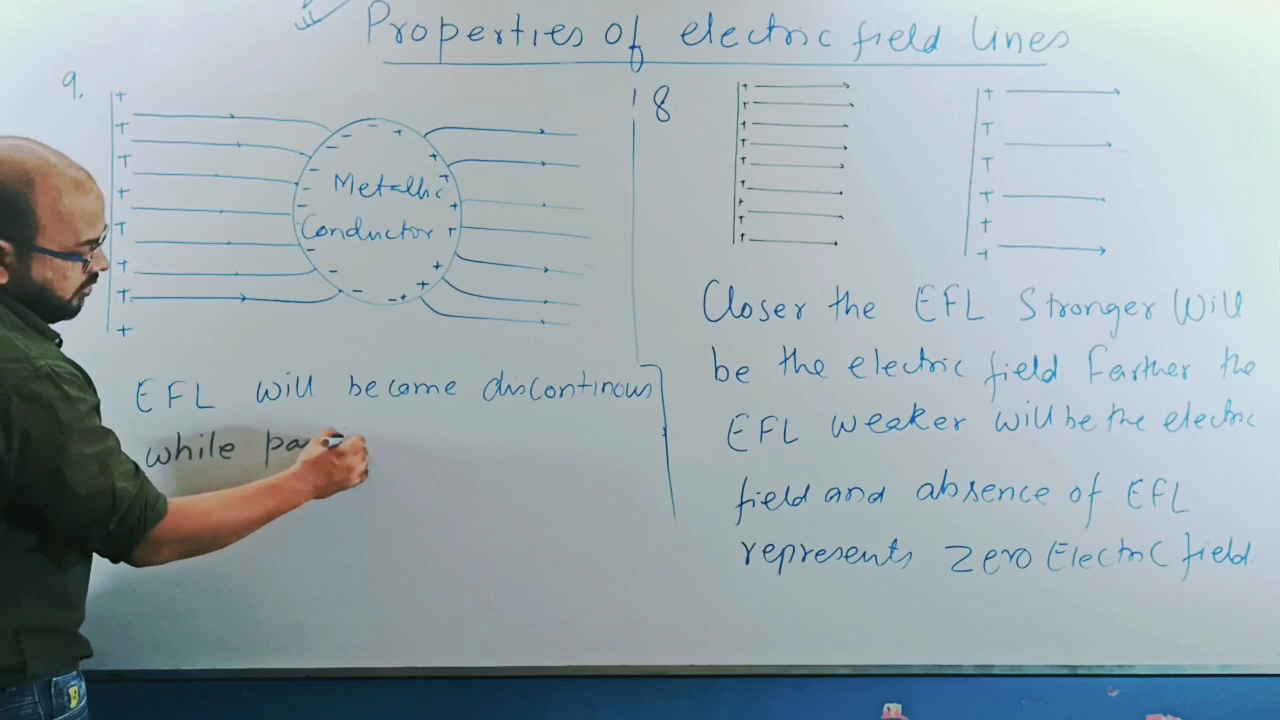 Properties of electric field lines
9.
Metallic
Conductor
EFL will become discontinous
while pa
8
Closer the EFL Stronger Will
be the electric field Farther the
EFL weaker will be the electric
field and absence of EFL
represents zero Electric field